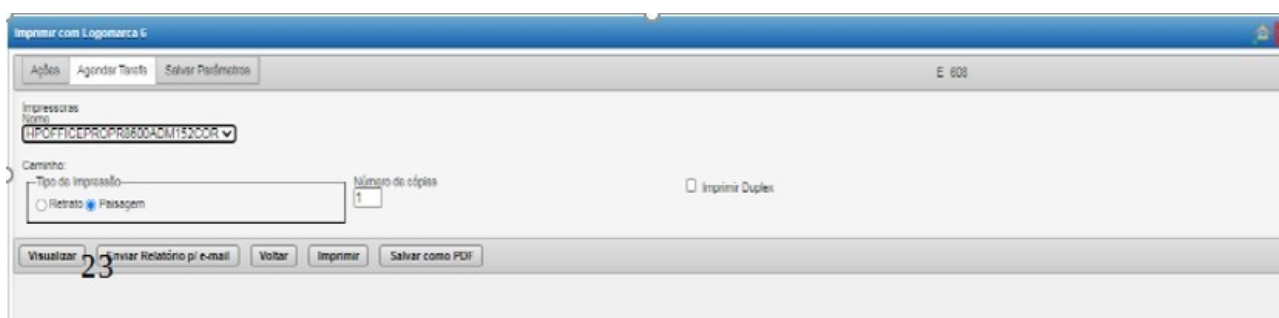 Imprimir com Logomarca 6
Ações Agendar Tarefa Salvar Parâmetros E 608
Impressoras
Nome
HPOFFICEPROPR8600ADM152COR
Caminho:
Tipo de Impressão Número de cópias
Retrato Paisagem 1 Imprimir Duplex
Visualizar Enviar Relatório p/ e-mail Voltar Imprimir Salvar como PDF
23